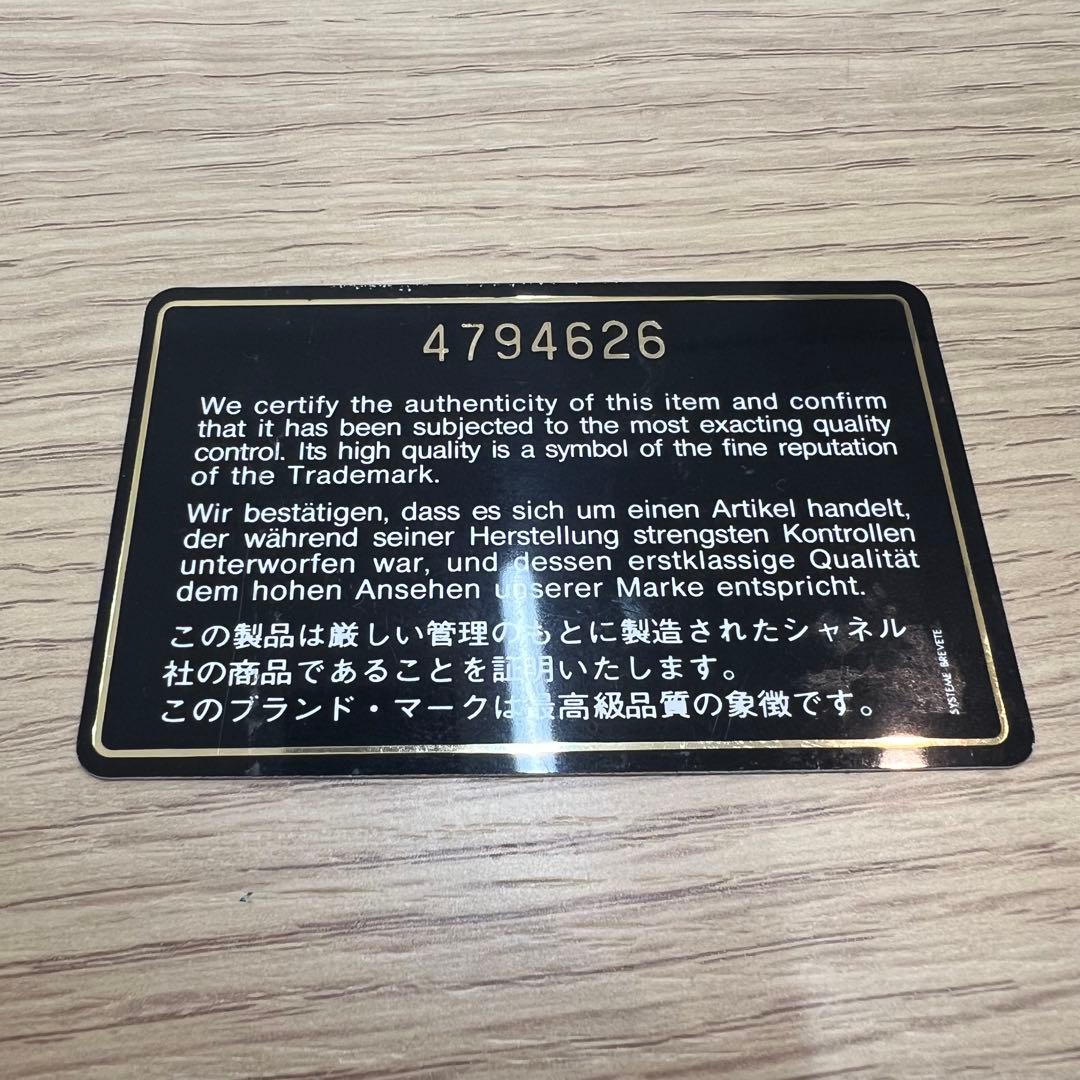 4794626
We certify the authenticity of this item and confirm
that it has been subjected to the most exacting quality
control. Its high quality is a symbol of the fine reputation
of the Trademark.
Wir bestätigen, dass es sich um einen Artikel handelt,
der während seiner Herstellung strengsten Kontrollen
unterworfen war, und dessen erstklassige Qualität
dem hohen Ansehen unserer Marke entspricht.
この製品は厳しい管理のもとに製造されたシャネル
社の商品であることを証明いたします。
このブランド・マークは最高級品質の象徴です。
SYSTEME BREVETE